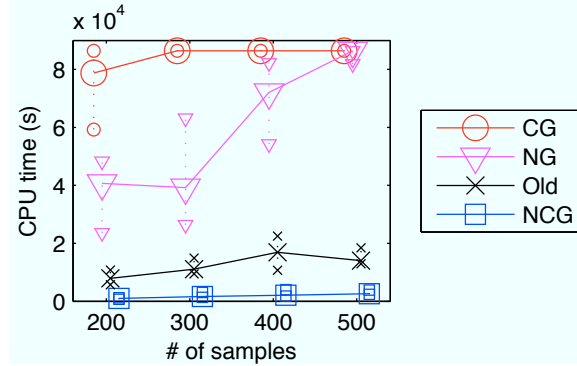 x 10^4
8
6
4
2
0
200
300
400
500
CPU time (s)
# of samples
CG
NG
Old
NCG